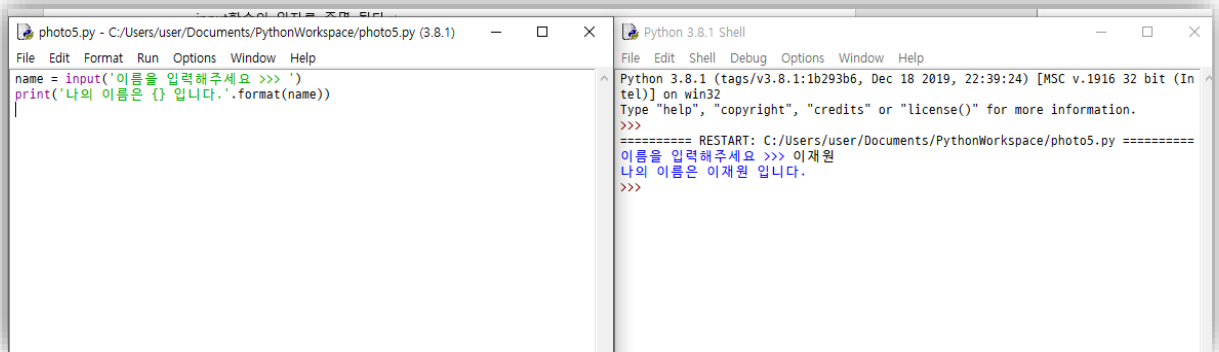 photo5.py - C:/Users/user/Documents/PythonWorkspace/photo5.py (3.8.1)
File Edit Format Run Options Window Help
name = input('이름을 입력해주세요 >>> ')
print('나의 이름은 {} 입니다.'.format(name))
Python 3.8.1 Shell
File Edit Shell Debug Options Window Help
Python 3.8.1 (tags/v3.8.1:1b293b6, Dec 18 2019, 22:39:24) [MSC v.1916 32 bit (In
tel)] on win32
Type "help", "copyright", "credits" or "license()" for more information.
>>>
========== RESTART: C:/Users/user/Documents/PythonWorkspace/photo5.py ==========
이름을 입력해주세요 >>> 이재원
나의 이름은 이재원 입니다.
>>>